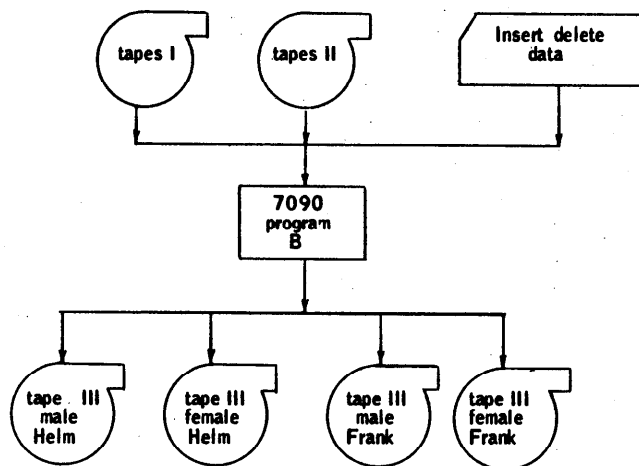 tapes I
tapes II
Insert delete
data
7090
program
B
tape III
male
Helm
tape III
female
Helm
tape III
male
Frank
tape III
female
Frank